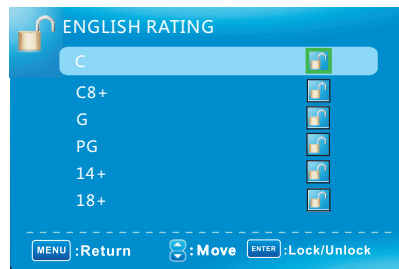 ENGLISH RATING
C
C8+
G
PG
14+
18+
MENU :Return :Move ENTER :Lock/Unlock